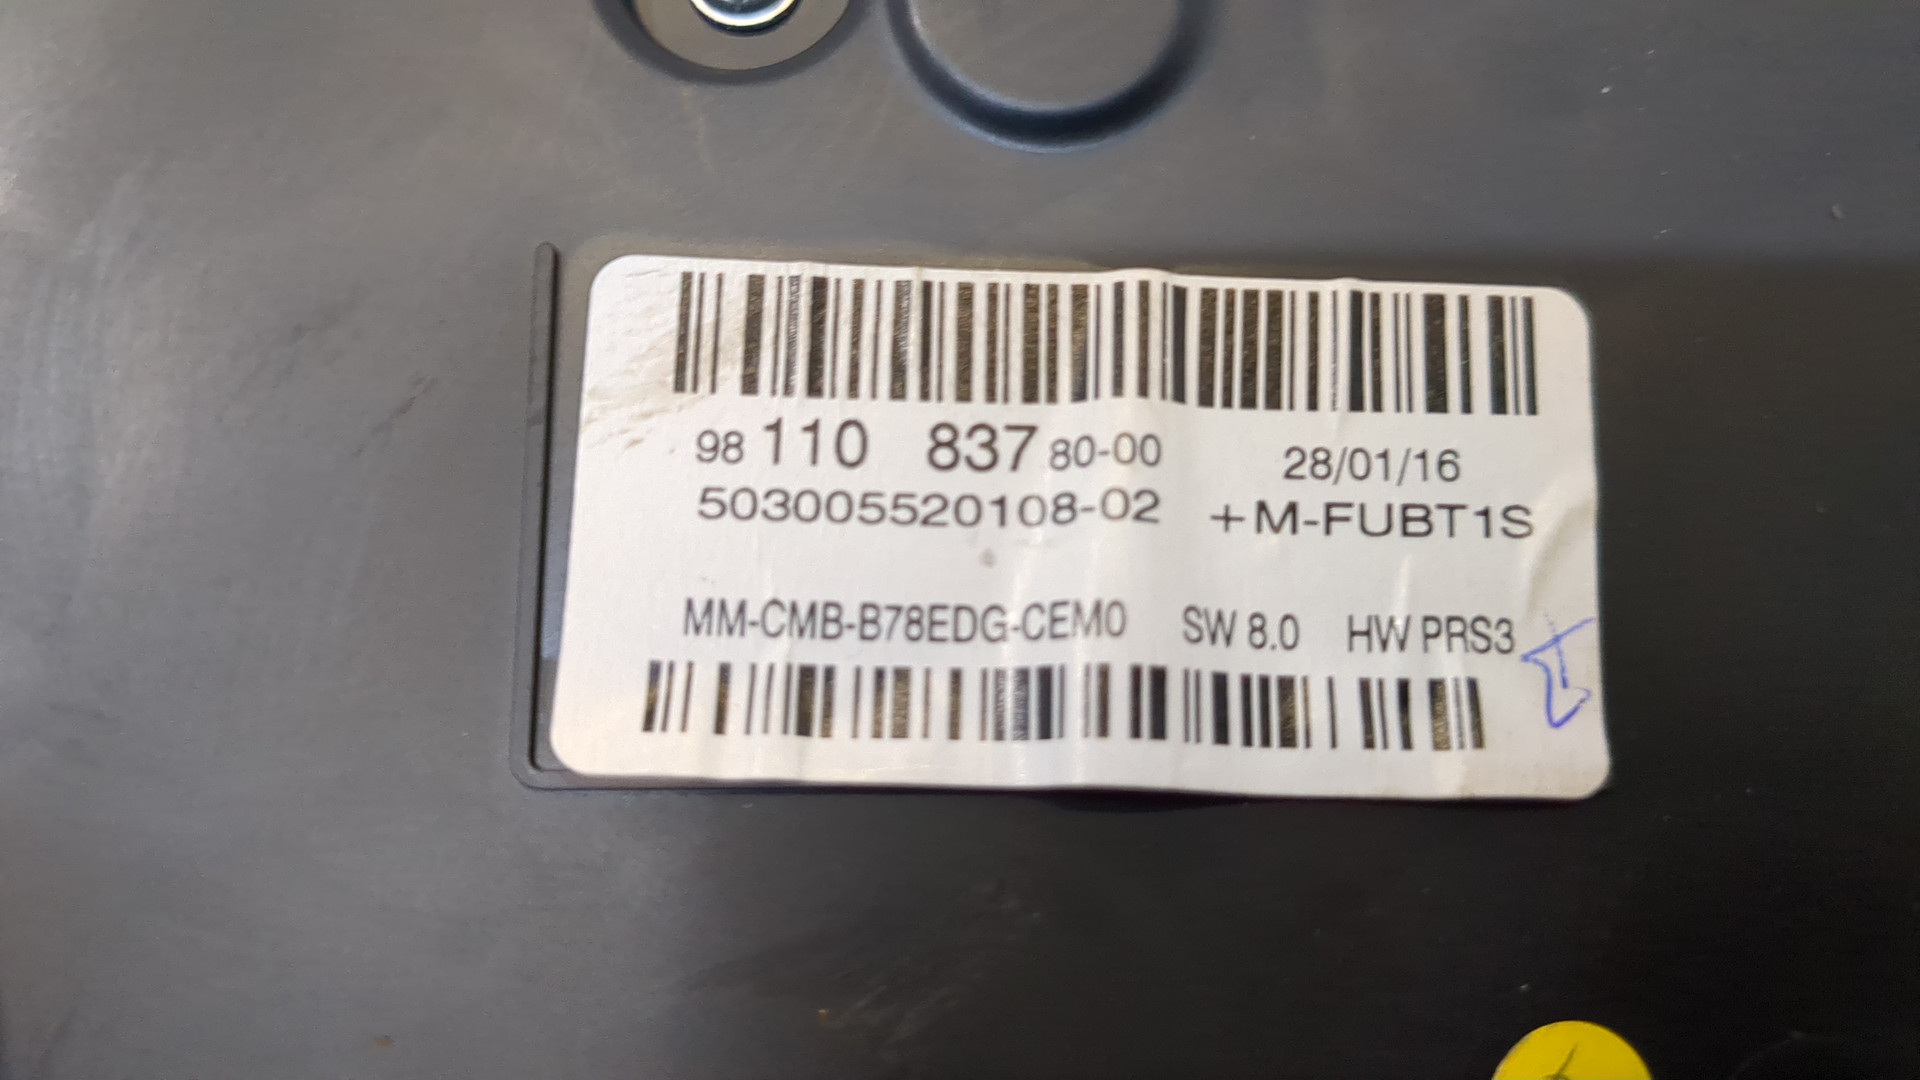 98 110 837 80-00 28/01/16
503005520108-02 +M-FUBT1S
MM-CMB-B78EDG-CEM0 SW 8.0 HW PRS3